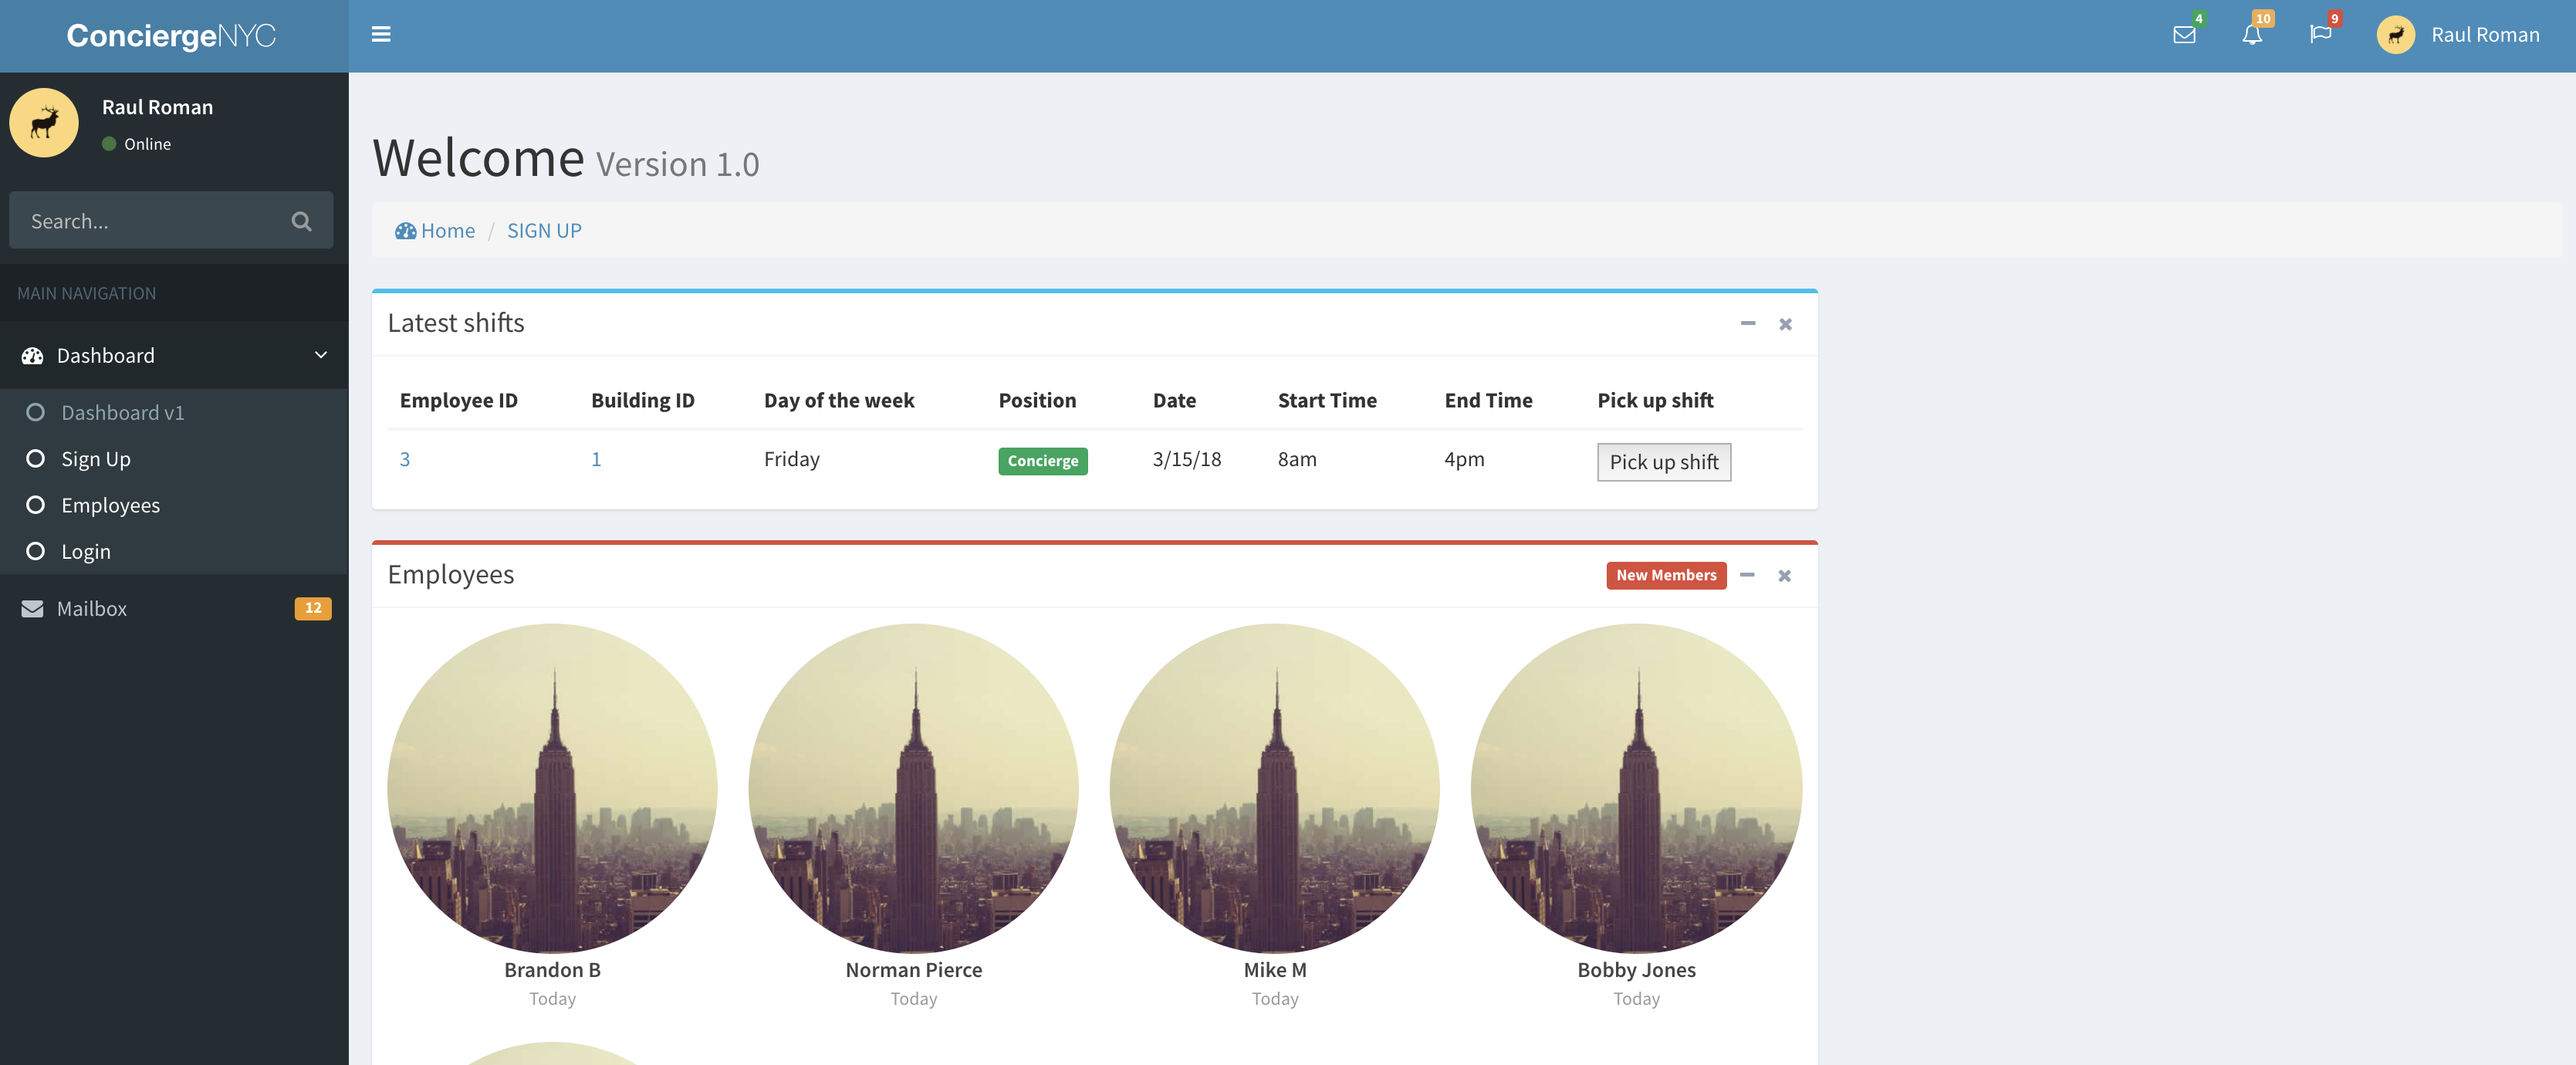 ConciergeNYC
4
10
9
Raul Roman
Raul Roman
Online
Search...
MAIN NAVIGATION
Dashboard
Dashboard v1
Sign Up
Employees
Login
Mailbox
12
Welcome Version 1.0
Home / SIGN UP
Latest shifts
Employee ID Building ID Day of the week Position Date Start Time End Time Pick up shift
3 1 Friday Concierge 3/15/18 8am 4pm Pick up shift
Employees
New Members
Brandon B Norman Pierce Mike M Bobby Jones
Today Today Today Today